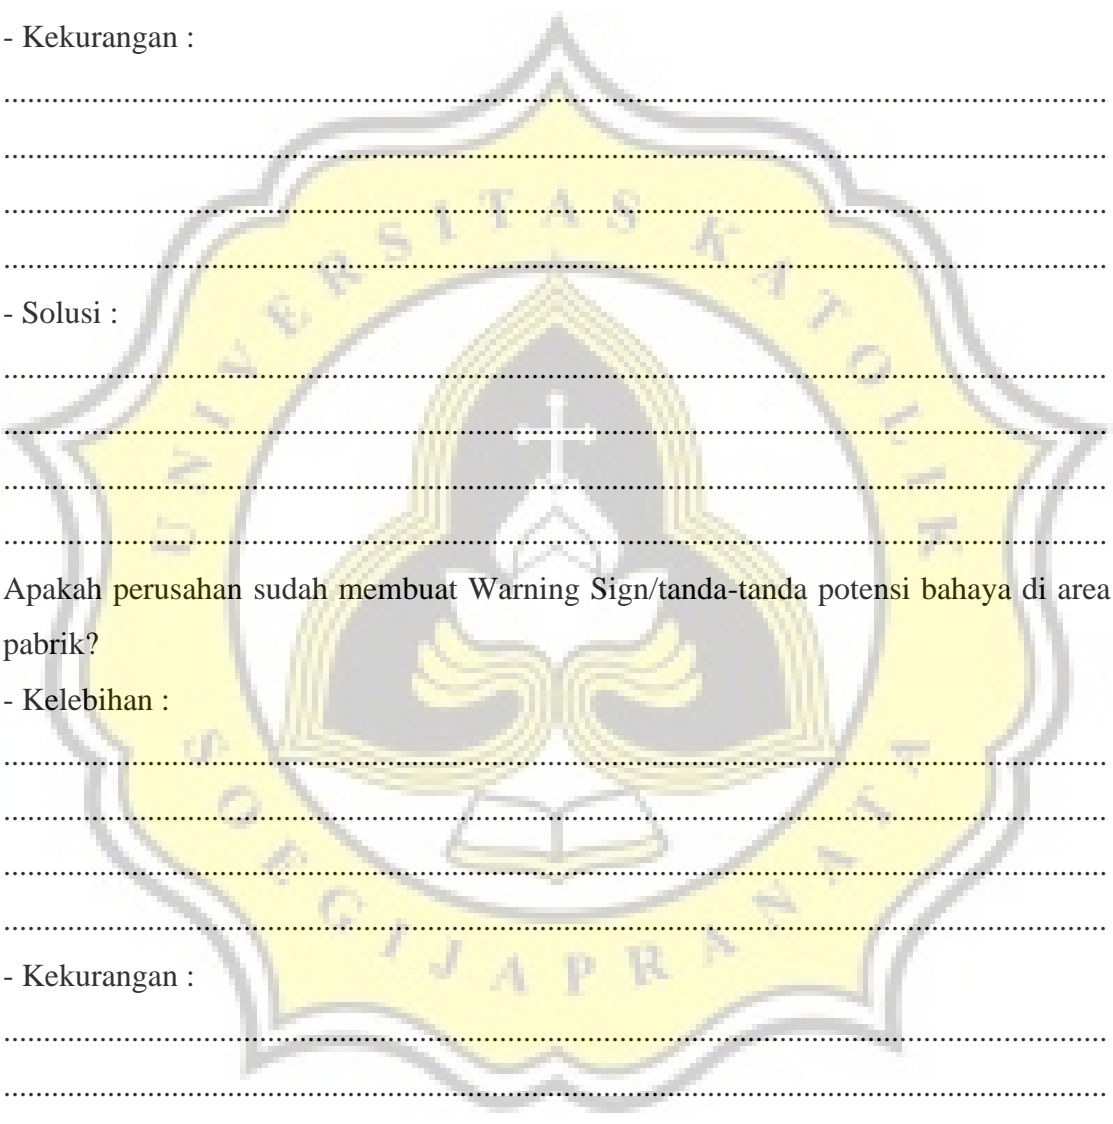 - Kekurangan :
..........................................................................................................................................
..........................................................................................................................................
..........................................................................................................................................
..........................................................................................................................................
- Solusi :
..........................................................................................................................................
..........................................................................................................................................
..........................................................................................................................................
..........................................................................................................................................
Apakah perusahan sudah membuat Warning Sign/tanda-tanda potensi bahaya di area
pabrik?
- Kelebihan :
..........................................................................................................................................
..........................................................................................................................................
..........................................................................................................................................
..........................................................................................................................................
- Kekurangan :
..........................................................................................................................................
..........................................................................................................................................
UNIVERSITAS KATOLIK
SOEGIJAPRANATA